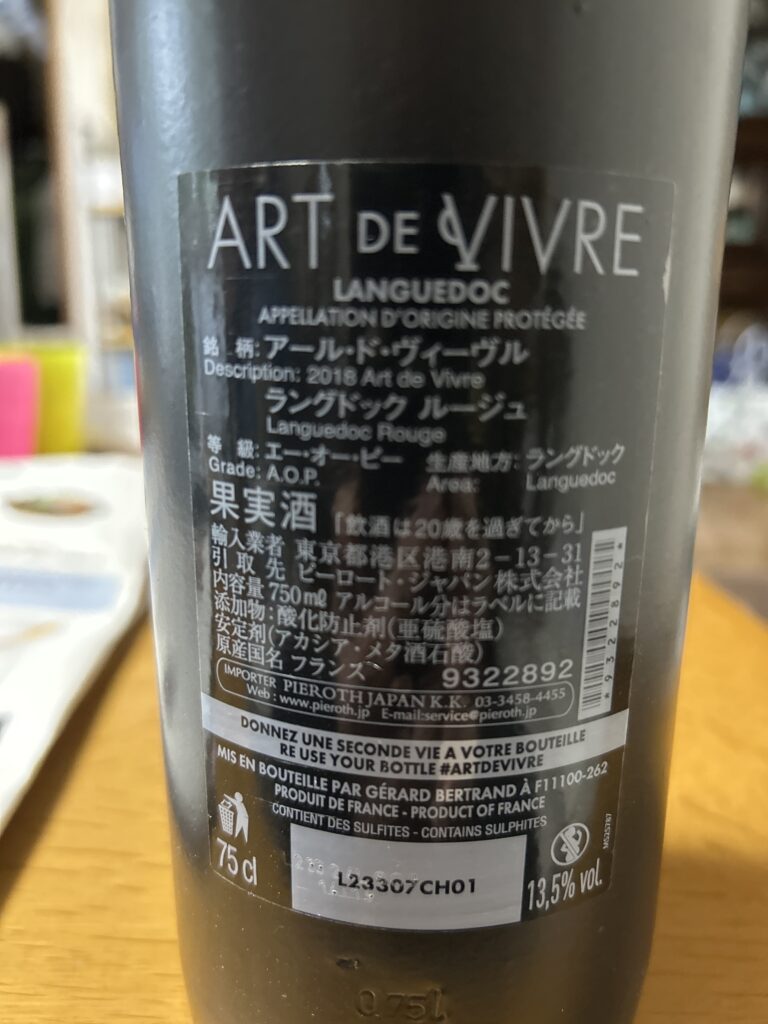 ART DE VIVRE
LANGUEDOC
APPELLATION D'ORIGINE PROTÉGÉE
銘柄:アール・ド・ヴィーヴル
Description: 2018 Art de Vivre
ラングドック ルージュ
Languedoc Rouge
等級:エー・オー・ピー 生産地方:ラングドック
Grade: A.O.P. Area: Languedoc
果実酒「飲酒は20歳を過ぎてから」
輸入業者 東京都港区港南2-13-31
引取先 ピーロート・ジャパン株式会社
内容量750mℓ アルコール分はラベルに記載
添加物:酸化防止剤(亜硫酸塩)
安定剤(アカシア・メタ酒石酸)
原産国名 フランス 9322892
*9322892*
IMPORTER PIEROTH JAPAN K.K. 03-3458-4455
Web : www.pieroth.jp E-mail:service@pieroth.jp
DONNEZ UNE SECONDE VIE A VOTRE BOUTEILLE
RE USE YOUR BOTTLE #ARTDEVIVRE
MIS EN BOUTEILLE PAR GÉRARD BERTRAND À F11100-262
PRODUIT DE FRANCE - PRODUCT OF FRANCE
CONTIENT DES SULFITES - CONTAINS SULPHITES
75 cl
L23307CH01
13,5% vol.
MS25787
0,75l